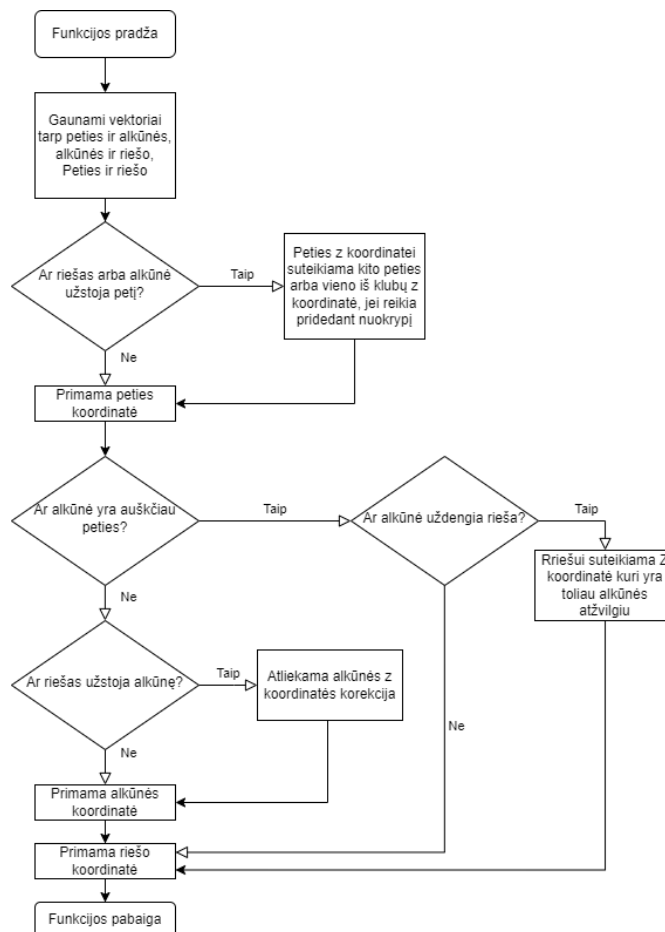 Funkcijos pradža
Gaunami vektoriai
tarp peties ir alkūnės,
alkūnės ir riešo,
Peties ir riešo
Ar riešas arba alkūnė
užstoja petį?
Taip
Peties z koordinatei
suteikiama kito peties
arba vieno iš klubų z
koordinatė, jei reikia
pridedant nuokrypį
Ne
Primama peties
koordinatė
Ar alkūnė yra auškčiau
peties?
Taip
Ar alkūnė uždengia rieša?
Taip
Rriešui suteikiama Z
koordinatė kuri yra
toliau alkūnės
atžvilgiu
Ne
Ar riešas užstoja alkūnę?
Taip
Atliekama alkūnės z
koordinatės korekcija
Ne
Ne
Primama alkūnės
koordinatė
Primama riešo
koordinatė
Funkcijos pabaiga